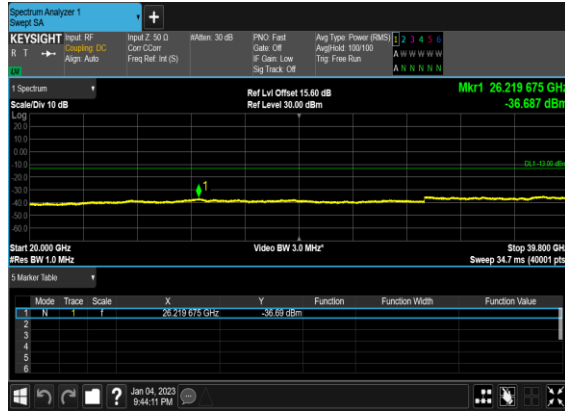 Spectrum Analyzer 1
Swept SA
+
KEYSIGHT Input: RF Input Z: 50 Ω #Atten: 30 dB PNO: Fast Avg Type: Power (RMS) 1 2 3 4 5 6
R T Coupling: DC Corr CCorr Gate: Off Avg|Hold: 100/100 A W W W W W
Align: Auto Freq Ref: Int (S) IF Gain: Low Trig: Free Run
Sig Track: Off A N N N N N
1 Spectrum
Scale/Div 10 dB
Ref Lvl Offset 15.60 dB
Ref Level 30.00 dBm
Mkr1 26.219 675 GHz
-36.687 dBm
Log
20.0
10.0
0.00
-10.0
DL1 -13.00 dBm
-20.0
-30.0
1
-40.0
-50.0
-60.0
Start 20.000 GHz Video BW 3.0 MHz* Stop 39.800 GHz
#Res BW 1.0 MHz Sweep 34.7 ms (40001 pts)
5 Marker Table
Mode Trace Scale X Y Function Function Width Function Value
1 N 1 f 26.219 675 GHz -36.69 dBm
2
3
4
5
6
? Jan 04, 2023
9:44:11 PM